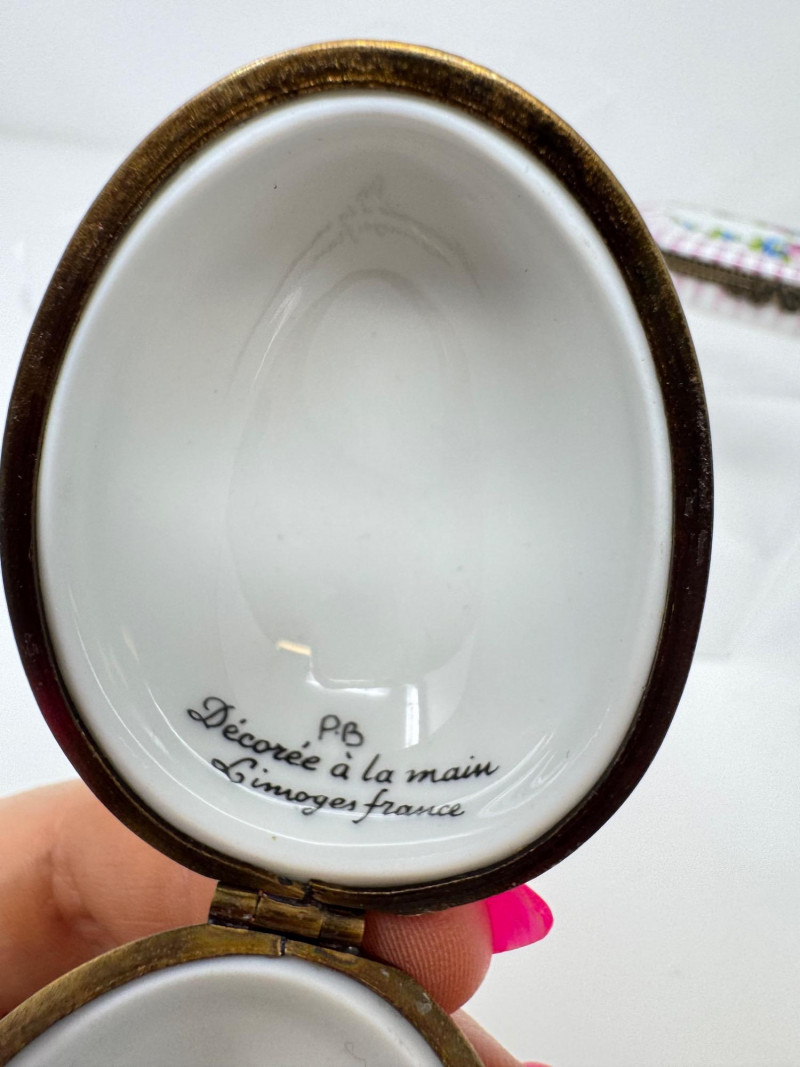 P.B
Décorée à la main
Limoges france